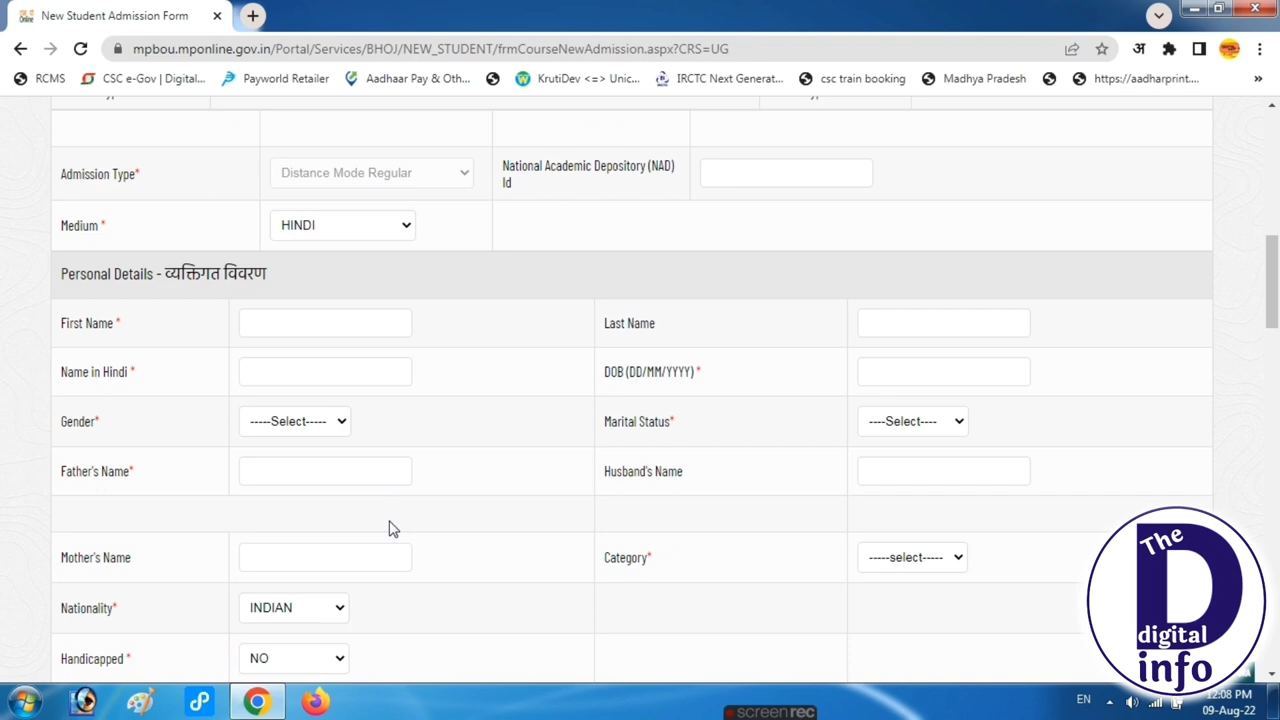 New Student Admission Form
mpbou.mponline.gov.in/Portal/Services/BHOJ/NEW_STUDENT/frmCourseNewAdmission.aspx?CRS=UG
अ
RCMS
CSC e-Gov | Digital...
Payworld Retailer
Aadhaar Pay & Oth...
KrutiDev <=> Unic...
IRCTC Next Generat...
csc train booking
Madhya Pradesh
https://aadharprint....
»
Admission Type*
Distance Mode Regular
National Academic Depository (NAD)
Id
Medium *
HINDI
Personal Details - व्यक्तिगत विवरण
First Name *
Last Name
Name in Hindi *
DOB (DD/MM/YYYY) *
Gender*
-----Select-----
Marital Status*
----Select----
Father's Name*
Husband's Name
Mother's Name
Category*
-----select-----
Nationality*
INDIAN
Handicapped *
NO
The
D
digital
info
EN
12:08 PM
09-Aug-22
screenrec